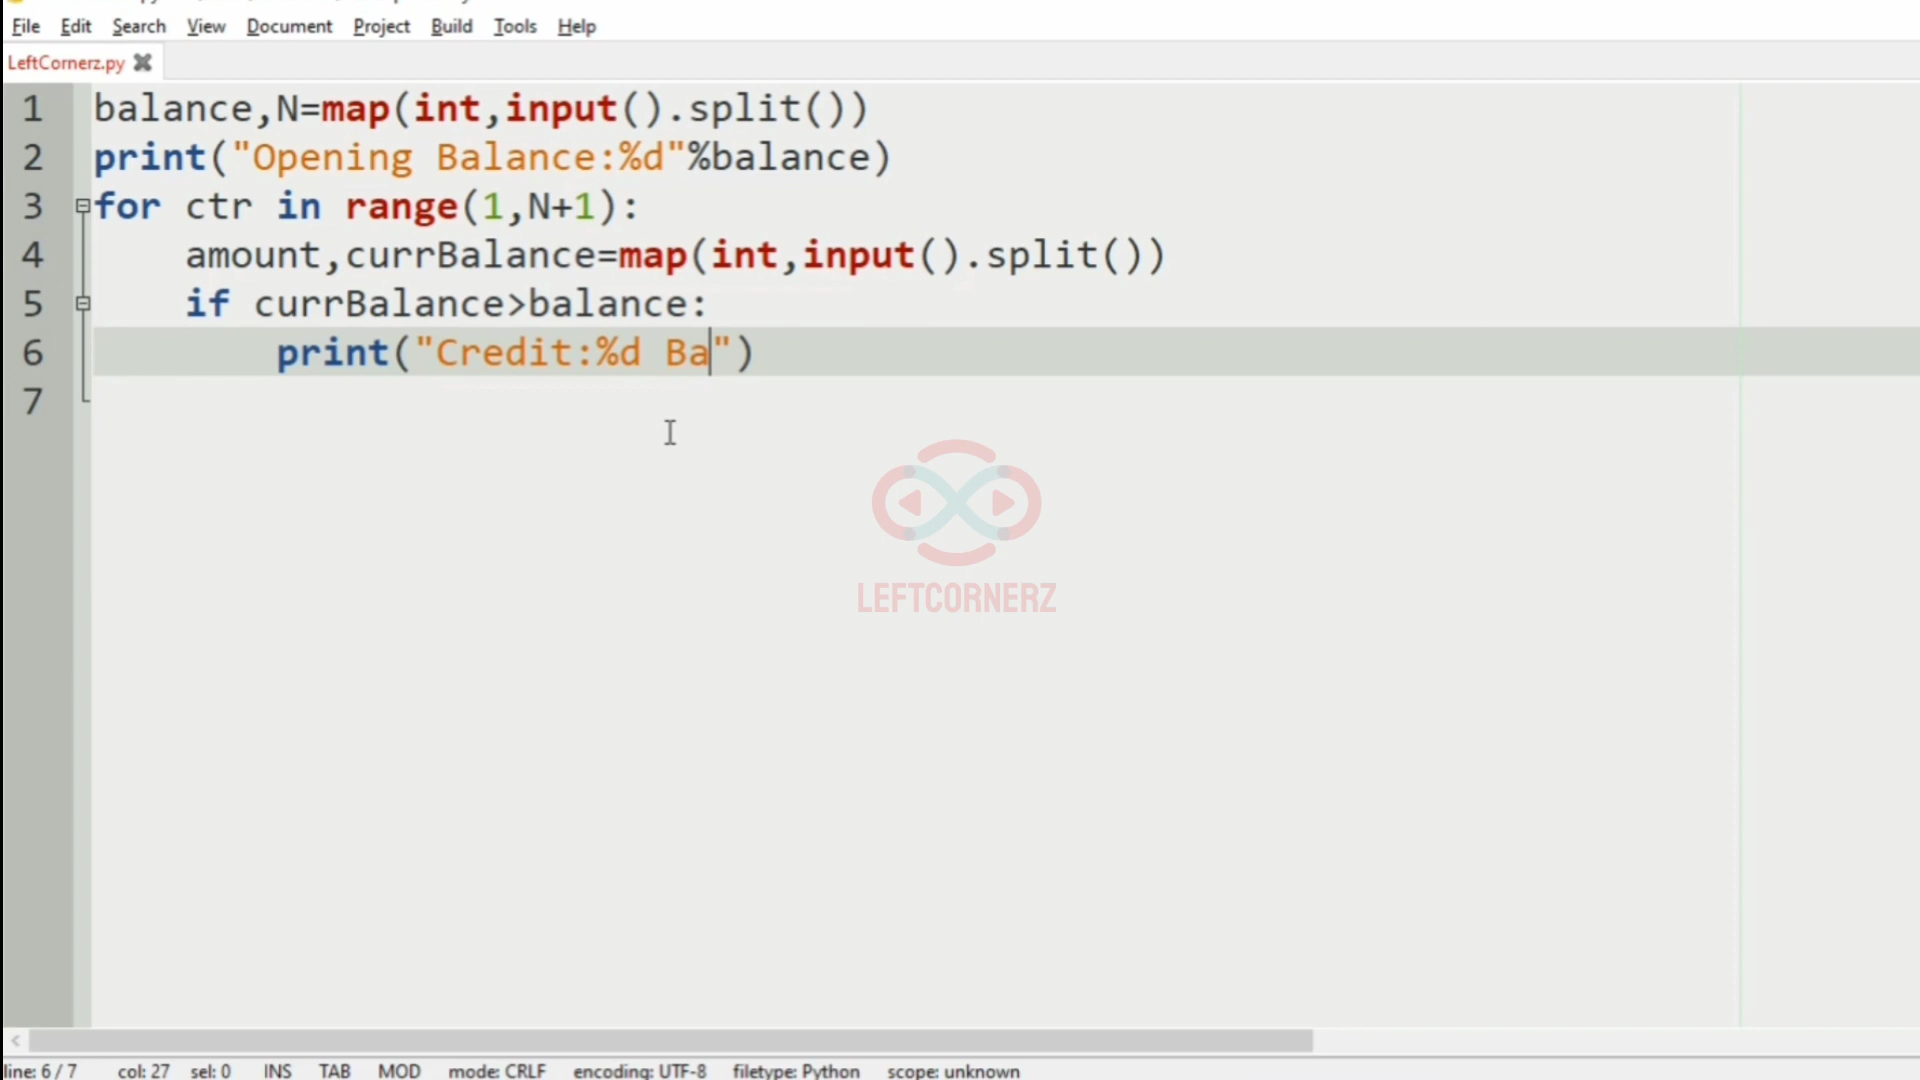 File Edit Search View Document Project Build Tools Help
LeftCornerz.py
1 balance,N=map(int,input().split())
2 print("Opening Balance:%d"%balance)
3 for ctr in range(1,N+1):
4     amount,currBalance=map(int,input().split())
5     if currBalance>balance:
6         print("Credit:%d Ba")
7
LEFTCORNERZ
line: 6 / 7 col: 27 sel: 0 INS TAB MOD mode: CRLF encoding: UTF-8 filetype: Python scope: unknown